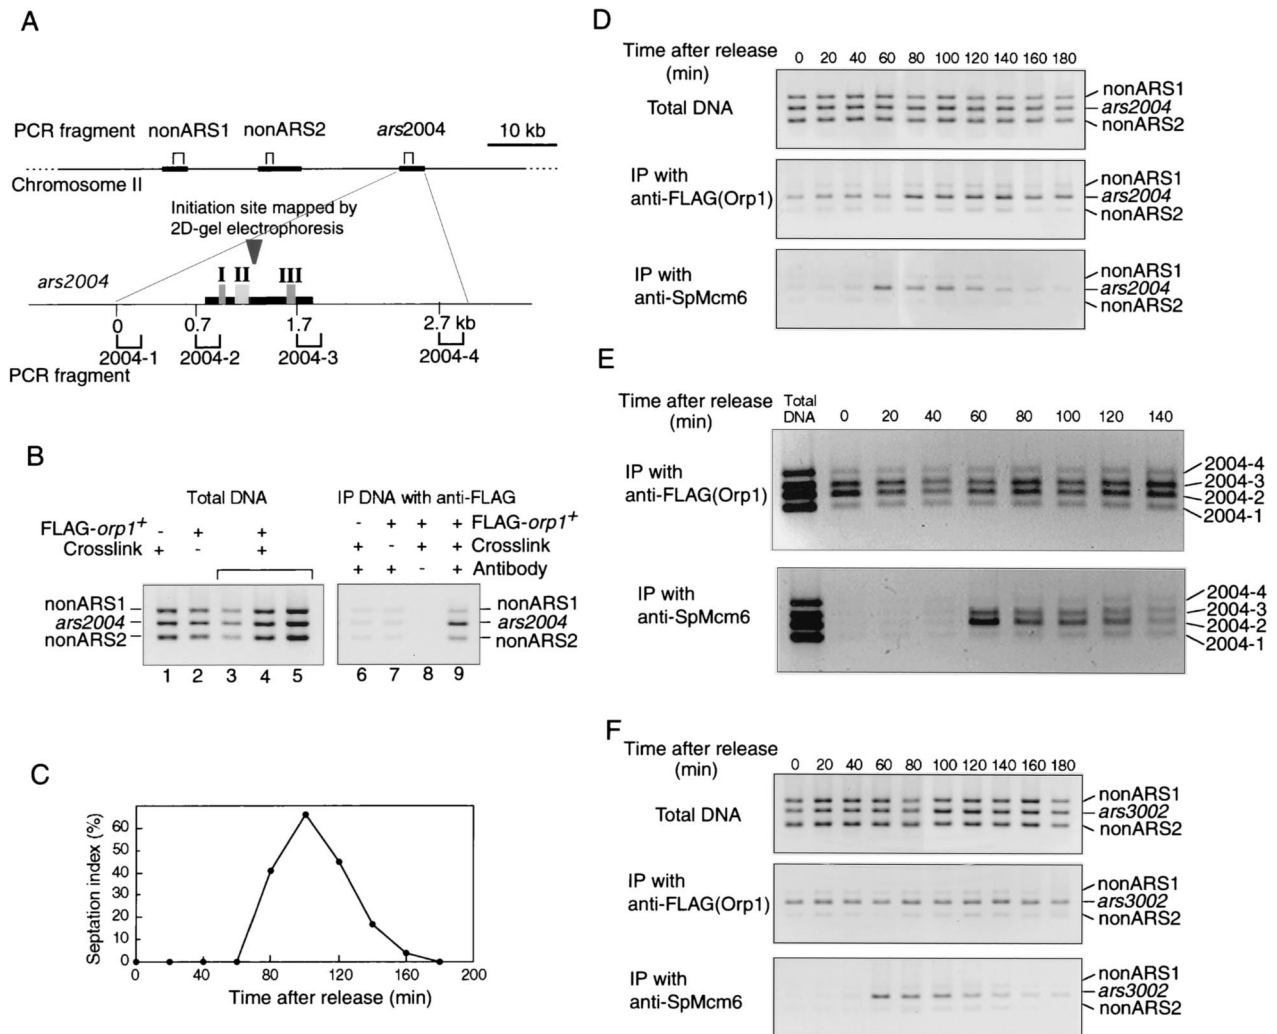 A
PCR fragment nonARS1 nonARS2 ars2004 10 kb
Chromosome II
Initiation site mapped by
2D-gel electrophoresis
ars2004
I II III
0 0.7 1.7 2.7 kb
2004-1 2004-2 2004-3 2004-4
PCR fragment
B
Total DNA IP DNA with anti-FLAG
FLAG-orp1+ - + + - + + + FLAG-orp1+
Crosslink + - + + - + + Crosslink
+ + - + Antibody
nonARS1 nonARS1
ars2004 ars2004
nonARS2 nonARS2
1 2 3 4 5 6 7 8 9
C
Septation index (%)
60
50
40
30
20
10
0
0 40 80 120 160 200
Time after release (min)
D
Time after release
(min)
0 20 40 60 80 100 120 140 160 180
Total DNA
nonARS1
ars2004
nonARS2
IP with
anti-FLAG(Orp1)
nonARS1
ars2004
nonARS2
IP with
anti-SpMcm6
nonARS1
ars2004
nonARS2
E
Time after release
(min)
Total
DNA
0 20 40 60 80 100 120 140
IP with
anti-FLAG(Orp1)
2004-4
2004-3
2004-2
2004-1
IP with
anti-SpMcm6
2004-4
2004-3
2004-2
2004-1
F
Time after release
(min)
0 20 40 60 80 100 120 140 160 180
Total DNA
nonARS1
ars3002
nonARS2
IP with
anti-FLAG(Orp1)
nonARS1
ars3002
nonARS2
IP with
anti-SpMcm6
nonARS1
ars3002
nonARS2